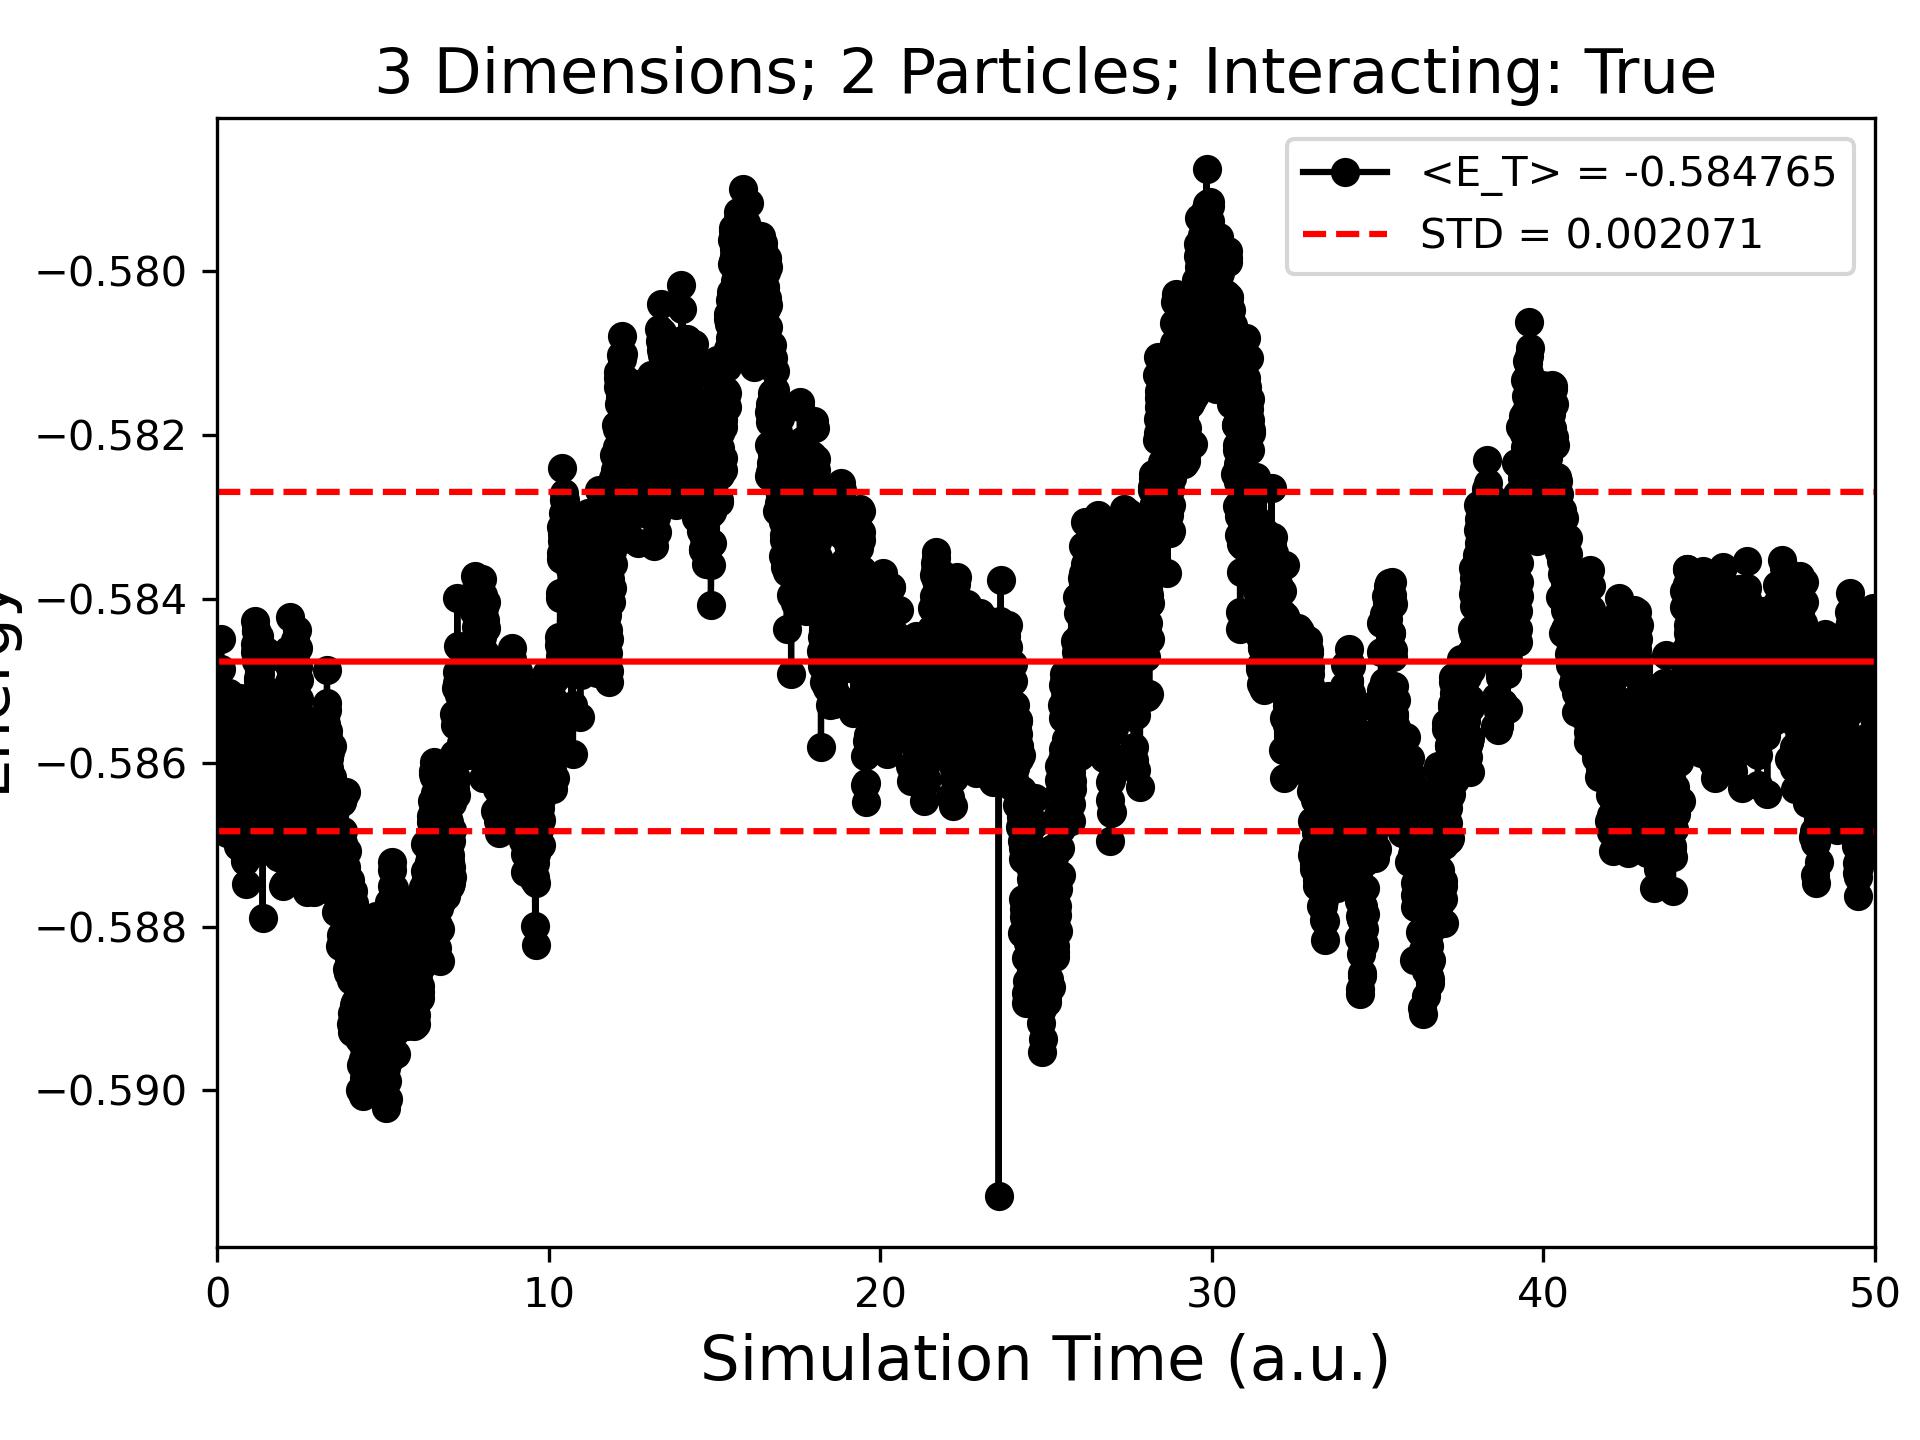 3 Dimensions; 2 Particles; Interacting: True
<E_T> = -0.584765
STD = 0.002071
−0.580
−0.582
−0.584
−0.586
−0.588
−0.590
Energy
0 10 20 30 40 50
Simulation Time (a.u.)